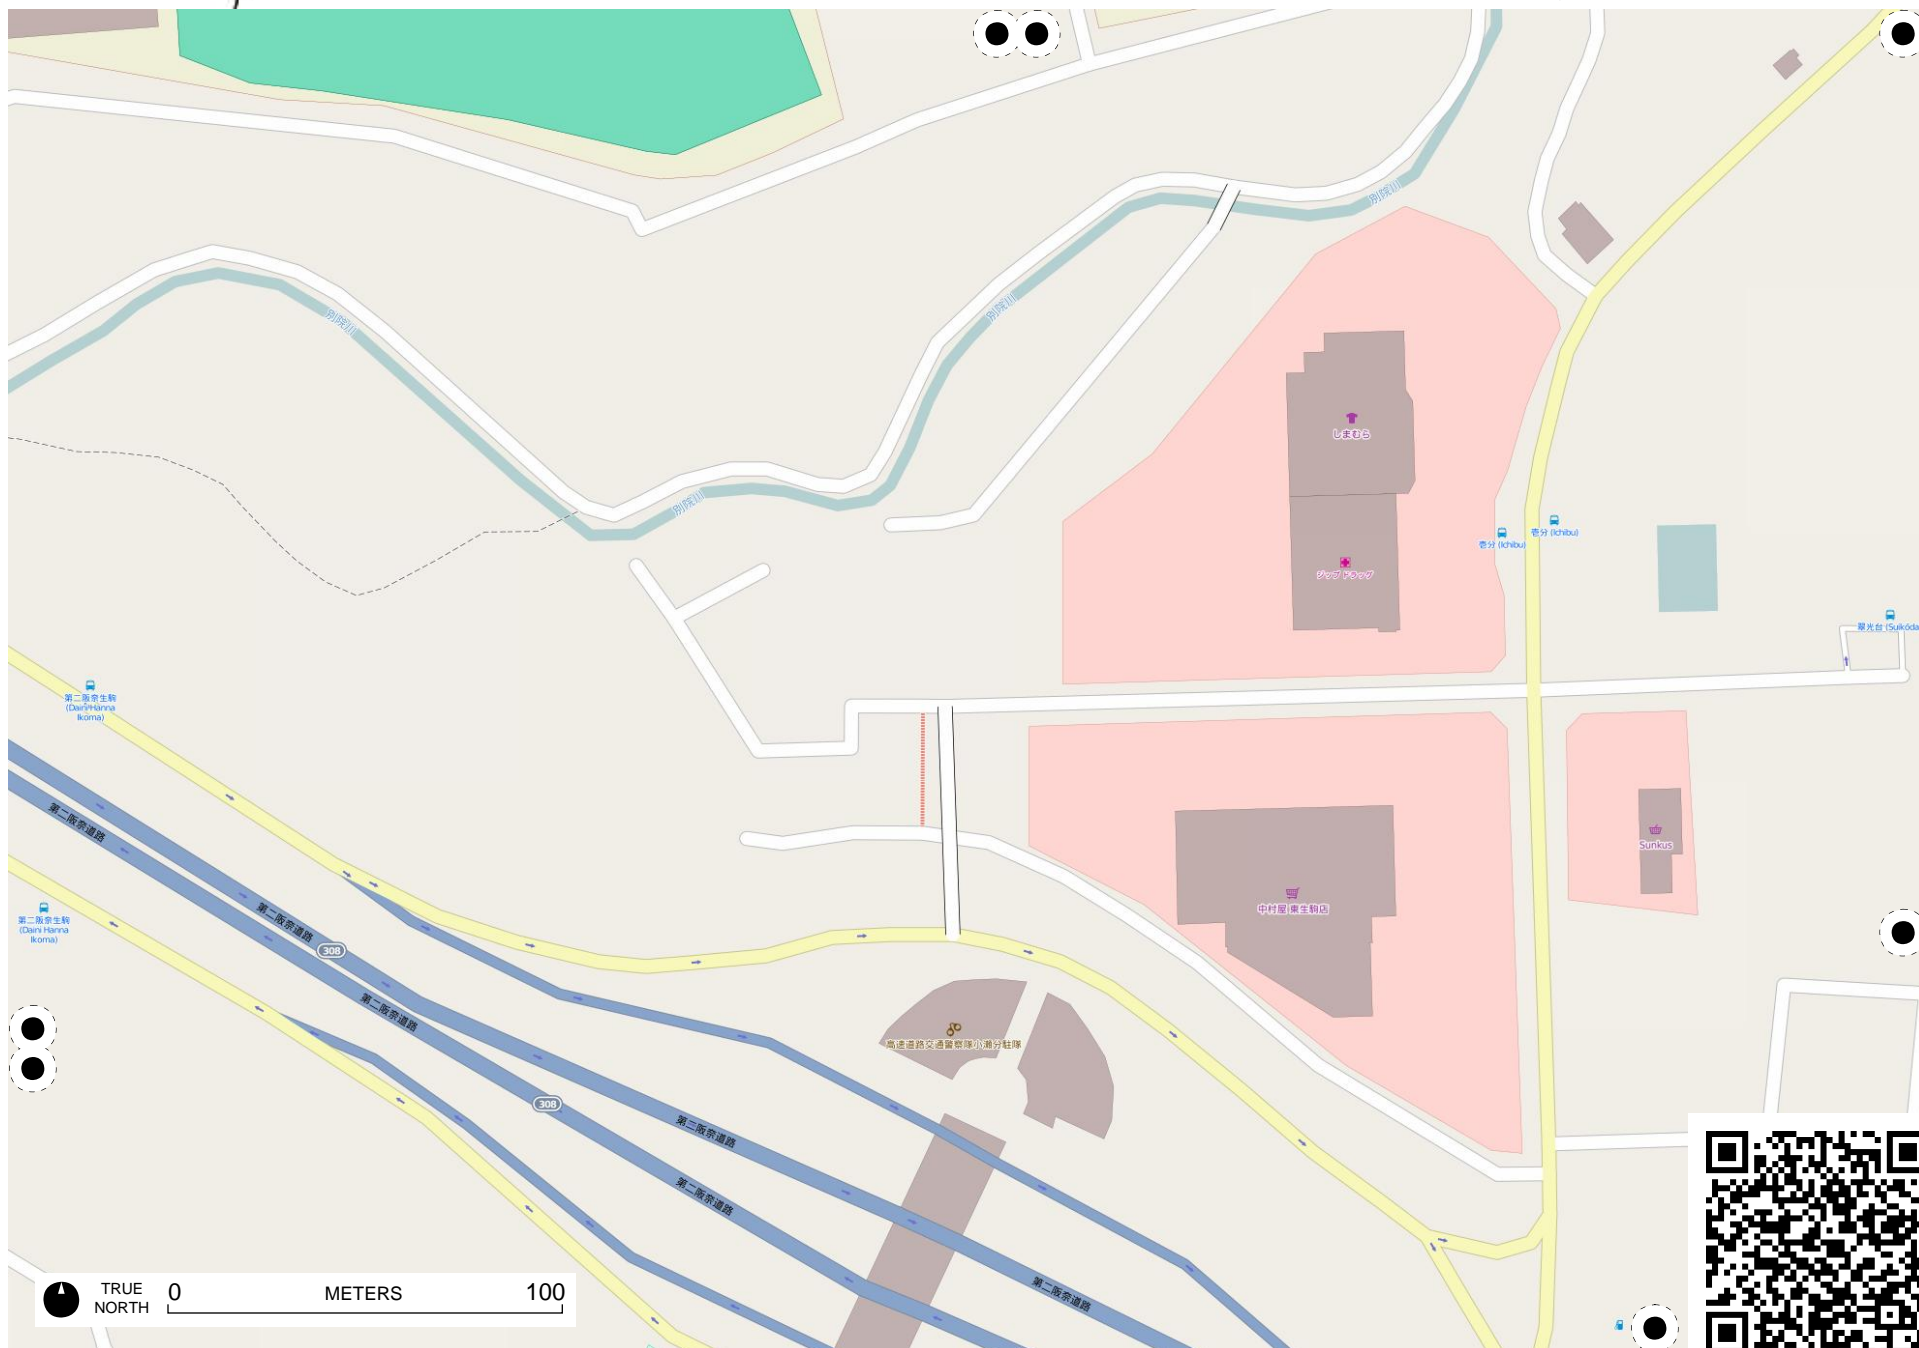 別院川
別院川
別院川
別院川
しまむら
ジップ ドラッグ
壱分 (Ichibu)
壱分 (Ichibu)
翠光台 (Suikōda
第二阪奈生駒
(Daini Hanna
Ikoma)
第二阪奈道路
第二阪奈生駒
(Daini Hanna
Ikoma)
第二阪奈道路
308
第二阪奈道路
Sunkus
中村屋 東生駒店
高速道路交通警察隊小瀬分駐隊
308
第二阪奈道路
第二阪奈道路
第二阪奈道路
TRUE
NORTH
0 METERS 100